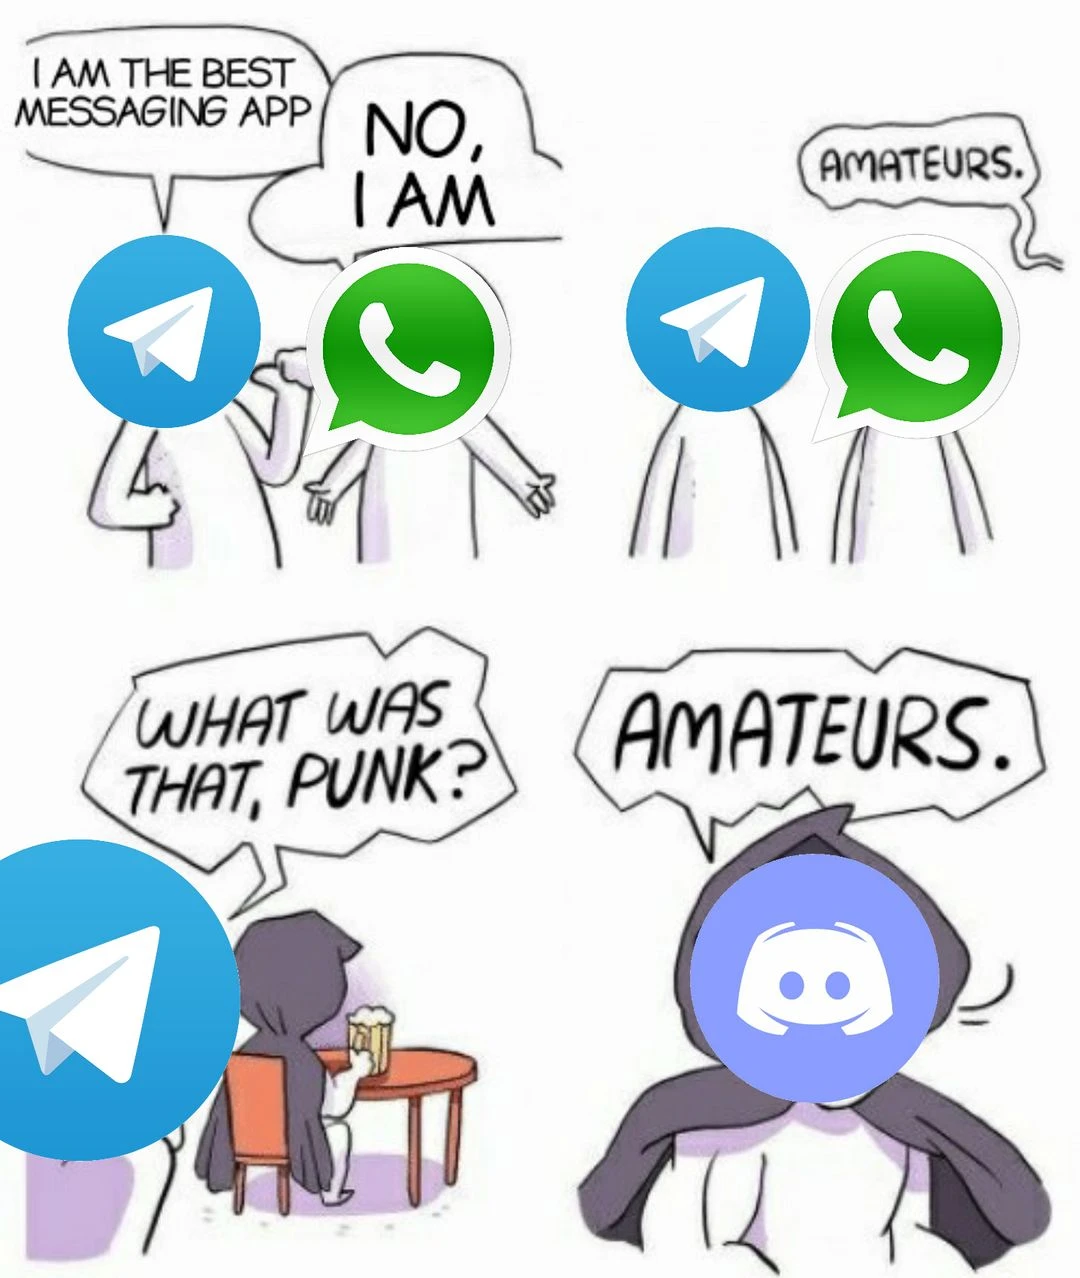 I AM THE BEST
MESSAGING APP
NO,
I AM
AMATEURS.
WHAT WAS
THAT, PUNK?
AMATEURS.